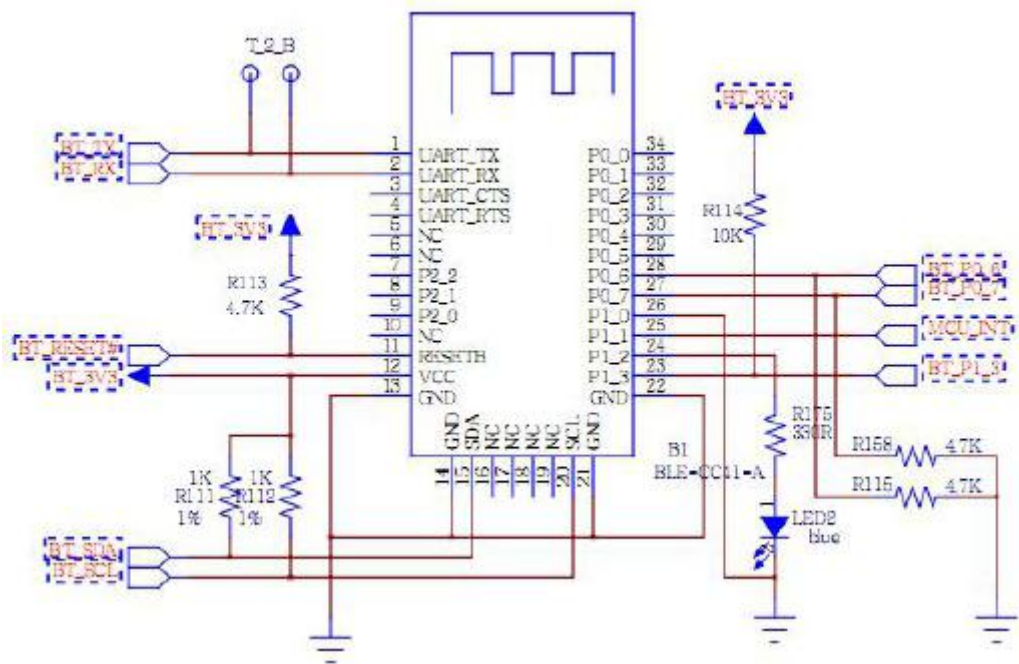 T_2_B
BT_TX
BT_RX
BT_3V3
R113
4.7K
BT_RESET#
BT_3V3
1K
R111
1%
1K
R112
1%
BT_SDA
BT_SCL
1 UART_TX
2 UART_RX
3 UART_CTS
4 UART_RTS
5 NC
6 NC
7 P2_2
8 P2_1
9 P2_0
10 NC
11 RESETB
12 VCC
13 GND
14 GND
15 SDA
16 NC
17 NC
18 NC
19 NC
20 SCL
21 GND
P0_0 34
P0_1 33
P0_2 32
P0_3 31
P0_4 30
P0_5 29
P0_6 28
P0_7 27
P1_0 26
P1_1 25
P1_2 24
P1_3 23
GND 22
B1
BLE-CC41-A
BT_3V3
R114
10K
BT_P0_6
BT_P0_7
MCU_INT
BT_P1_3
R175
330R
1
LED2
blue
R158 47K
R115 47K